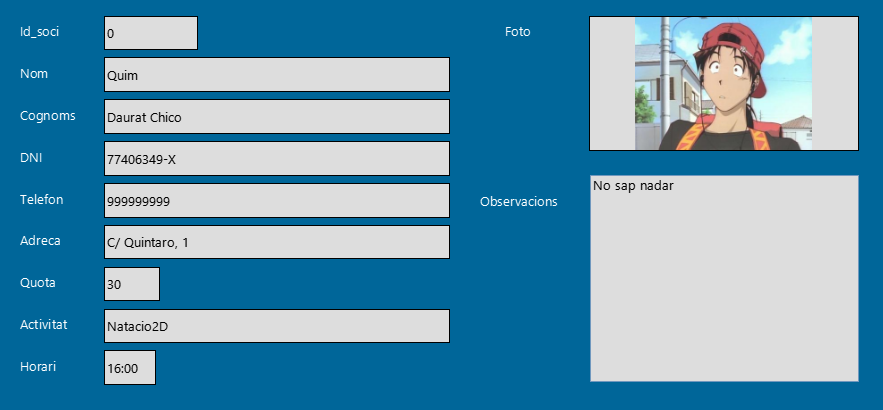 Id_soci 0
Nom Quim
Cognoms Daurat Chico
DNI 77406349-X
Telefon 999999999
Adreca C/ Quintaro, 1
Quota 30
Activitat Natacio2D
Horari 16:00
Foto
Observacions No sap nadar